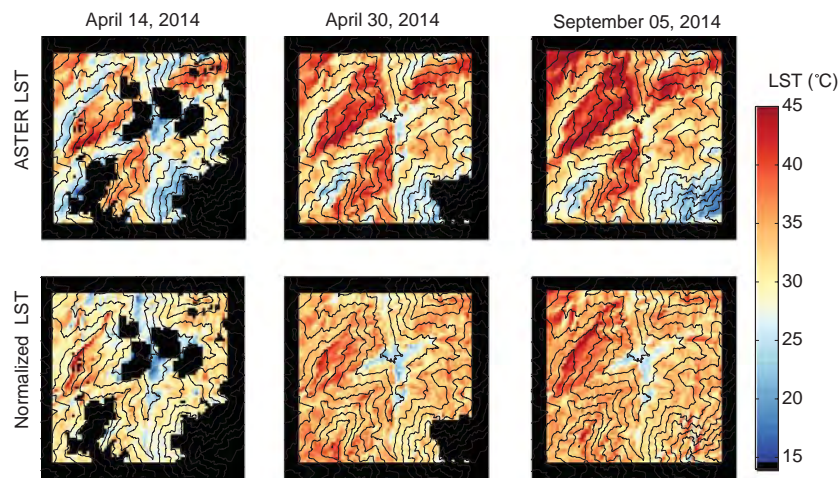 April 14, 2014
April 30, 2014
September 05, 2014
ASTER LST
LST (℃)
45
40
35
30
25
20
15
Normalized LST